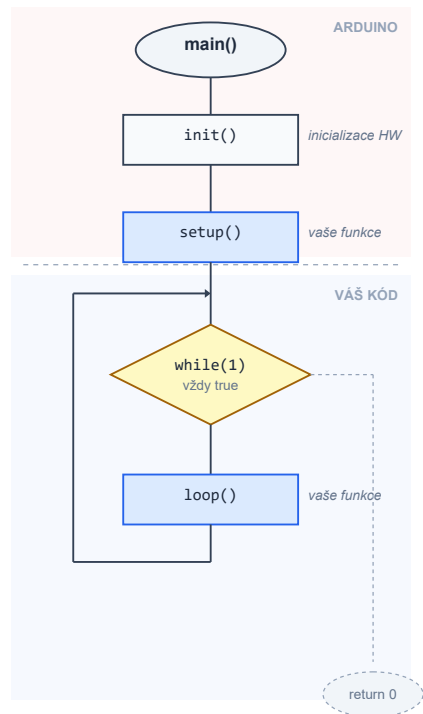 ARDUINO
main()
init()
inicializace HW
setup()
vaše funkce
VÁŠ KÓD
while(1)
vždy true
loop()
vaše funkce
return 0